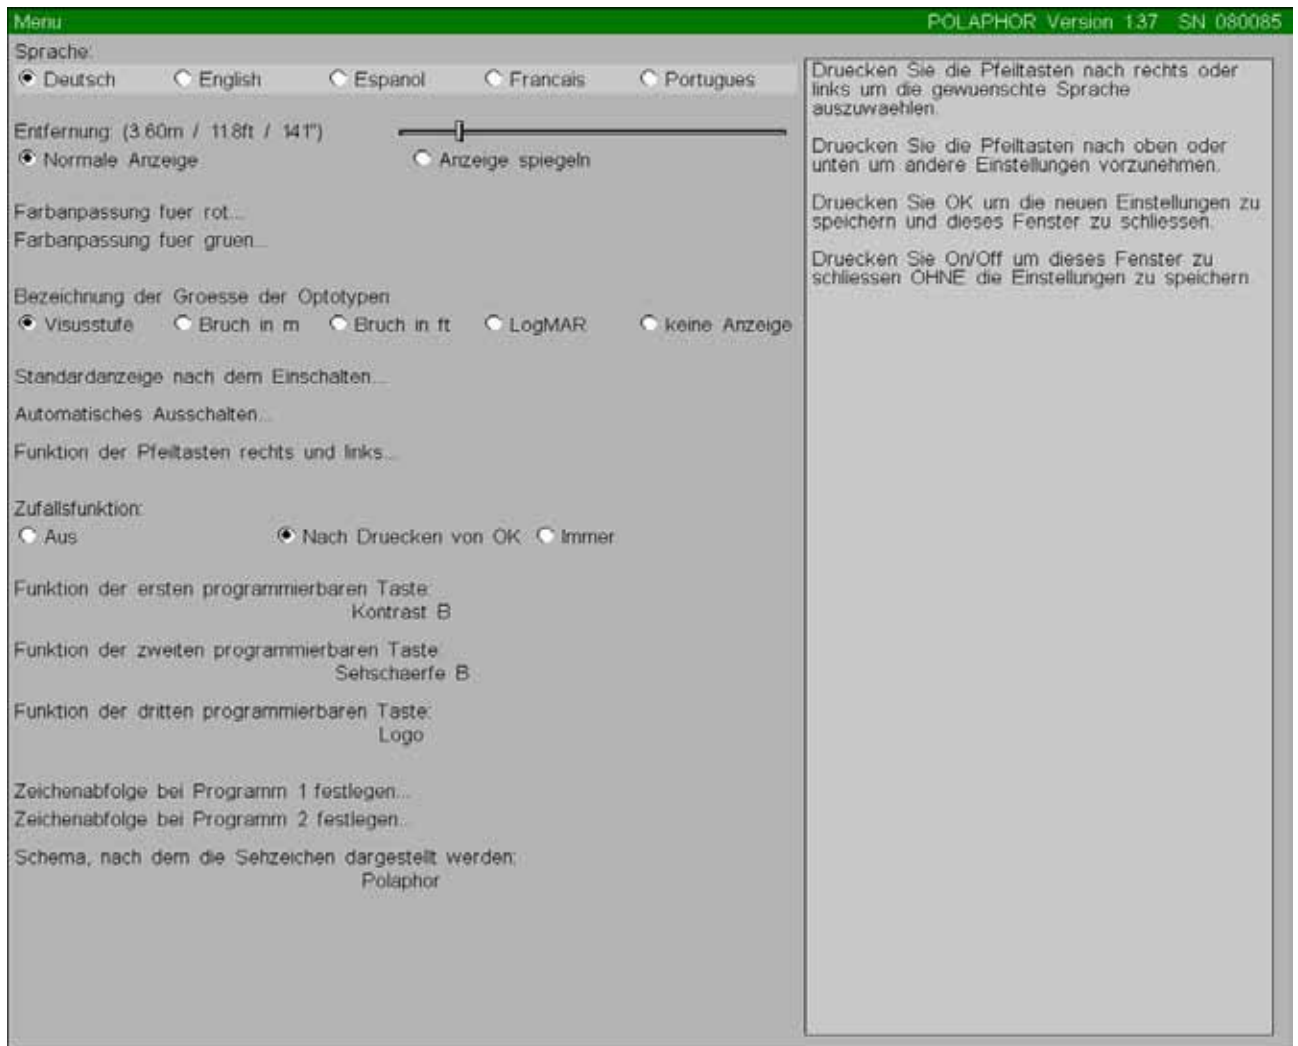 Menu POLAPHOR Version 1.37 SN 080085
Sprache:
Deutsch English Espanol Francais Portugues
Entfernung: (3.60m / 11.8ft / 141")
Normale Anzeige Anzeige spiegeln
Farbanpassung fuer rot...
Farbanpassung fuer gruen...
Bezeichnung der Groesse der Optotypen
Visusstufe Bruch in m Bruch in ft LogMAR keine Anzeige
Standardanzeige nach dem Einschalten...
Automatisches Ausschalten...
Funktion der Pfeiltasten rechts und links...
Zufallsfunktion:
Aus Nach Druecken von OK Immer
Funktion der ersten programmierbaren Taste:
Kontrast B
Funktion der zweiten programmierbaren Taste:
Sehschaerfe B
Funktion der dritten programmierbaren Taste:
Logo
Zeichenabfolge bei Programm 1 festlegen...
Zeichenabfolge bei Programm 2 festlegen...
Schema, nach dem die Sehzeichen dargestellt werden:
Polaphor
Druecken Sie die Pfeiltasten nach rechts oder
links um die gewuenschte Sprache
auszuwaehlen.
Druecken Sie die Pfeiltasten nach oben oder
unten um andere Einstellungen vorzunehmen.
Druecken Sie OK um die neuen Einstellungen zu
speichern und dieses Fenster zu schliessen.
Druecken Sie On/Off um dieses Fenster zu
schliessen OHNE die Einstellungen zu speichern.